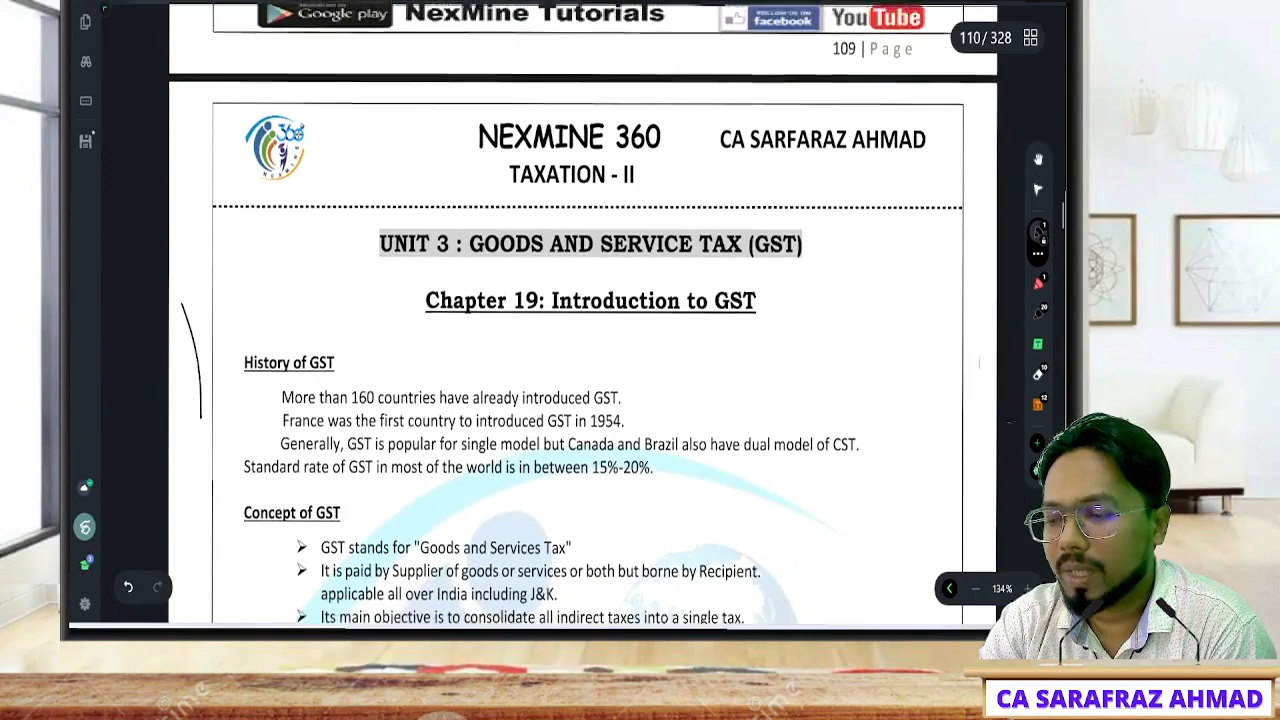 Google play
NexMine Tutorials
facebook
YouTube
109 | Page
110/ 328
360
NEXMINE
NEXMINE 360
CA SARFARAZ AHMAD
TAXATION - II
UNIT 3 : GOODS AND SERVICE TAX (GST)
Chapter 19: Introduction to GST
History of GST
More than 160 countries have already introduced GST.
France was the first country to introduced GST in 1954.
Generally, GST is popular for single model but Canada and Brazil also have dual model of CST.
Standard rate of GST in most of the world is in between 15%-20%.
Concept of GST
➢ GST stands for "Goods and Services Tax"
➢ It is paid by Supplier of goods or services or both but borne by Recipient.
applicable all over India including J&K.
➢ Its main objective is to consolidate all indirect taxes into a single tax.
134%
CA SARAFRAZ AHMAD